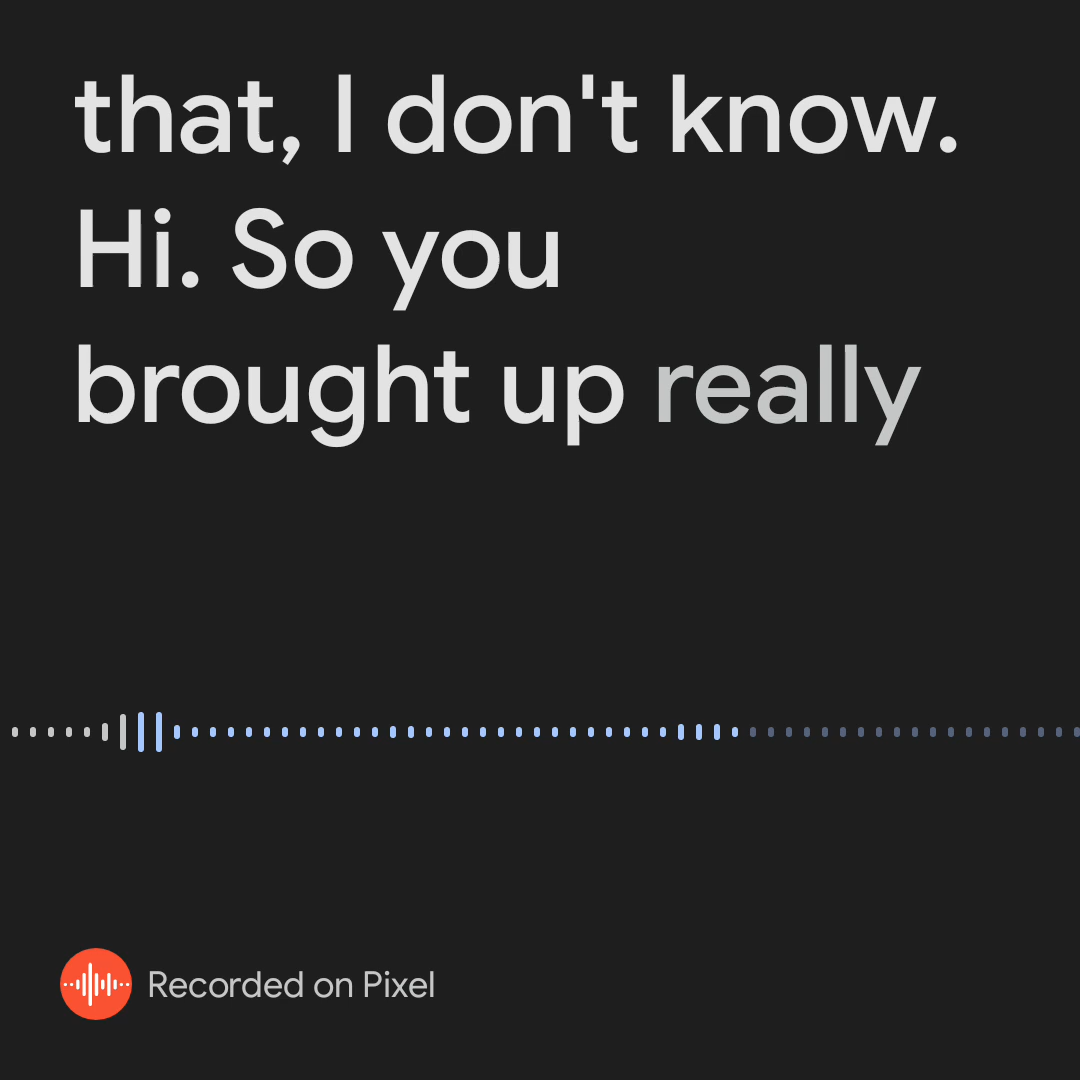 that, I don't know.
Hi. So you
brought up really
Recorded on Pixel